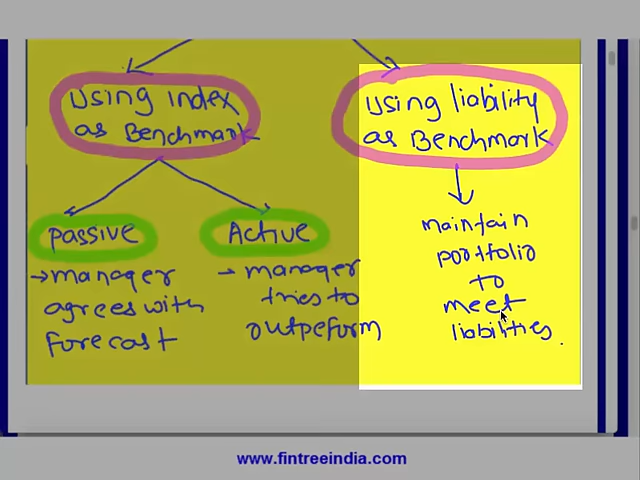 Using index
as Benchmark
Using liability
as Benchmark
Passive
→ manager
agrees with
forecast
Active
→ manager
tries to
outpeform
maintain
portfolio
to
meet
liabilities.
www.fintreeindia.com